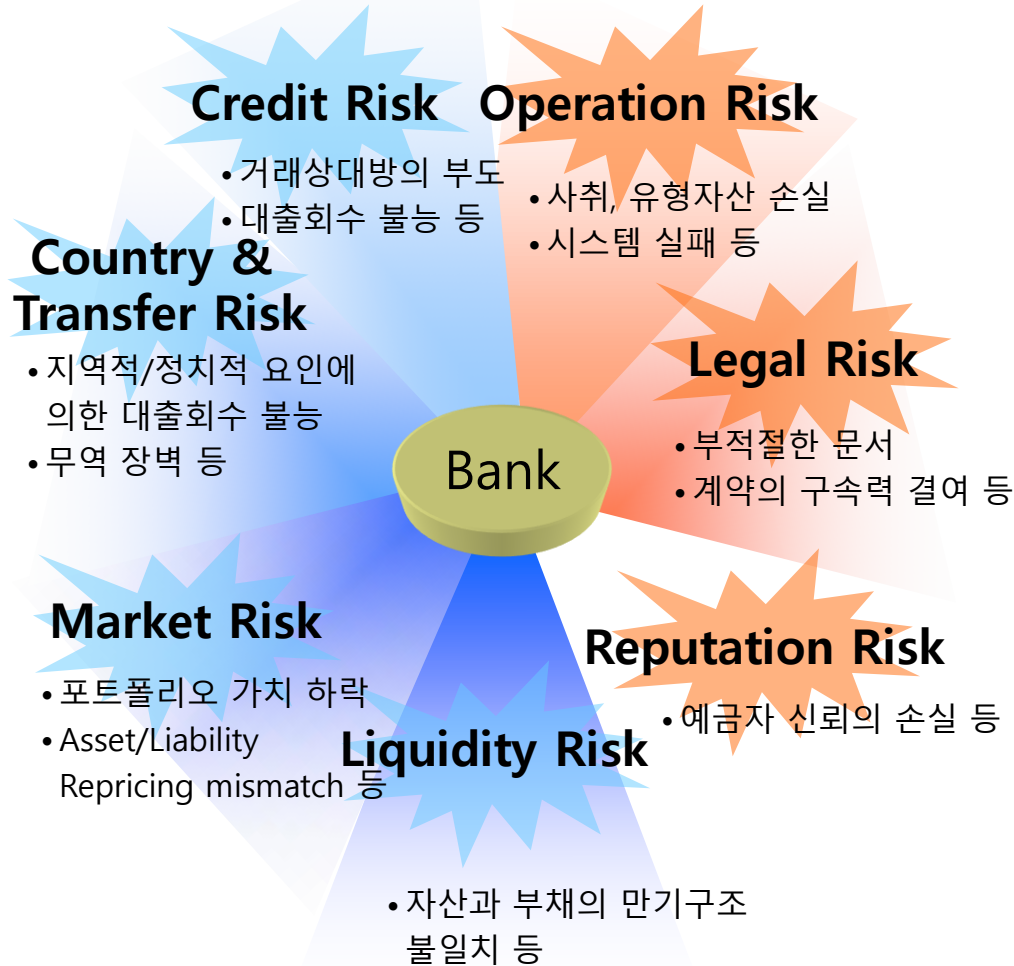 Credit Risk
• 거래상대방의 부도
• 대출회수 불능 등
Operation Risk
• 사취, 유형자산 손실
• 시스템 실패 등
Country &
Transfer Risk
• 지역적/정치적 요인에
의한 대출회수 불능
• 무역 장벽 등
Legal Risk
• 부적절한 문서
• 계약의 구속력 결여 등
Bank
Market Risk
• 포트폴리오 가치 하락
• Asset/Liability
Repricing mismatch 등
Reputation Risk
• 예금자 신뢰의 손실 등
Liquidity Risk
• 자산과 부채의 만기구조
불일치 등